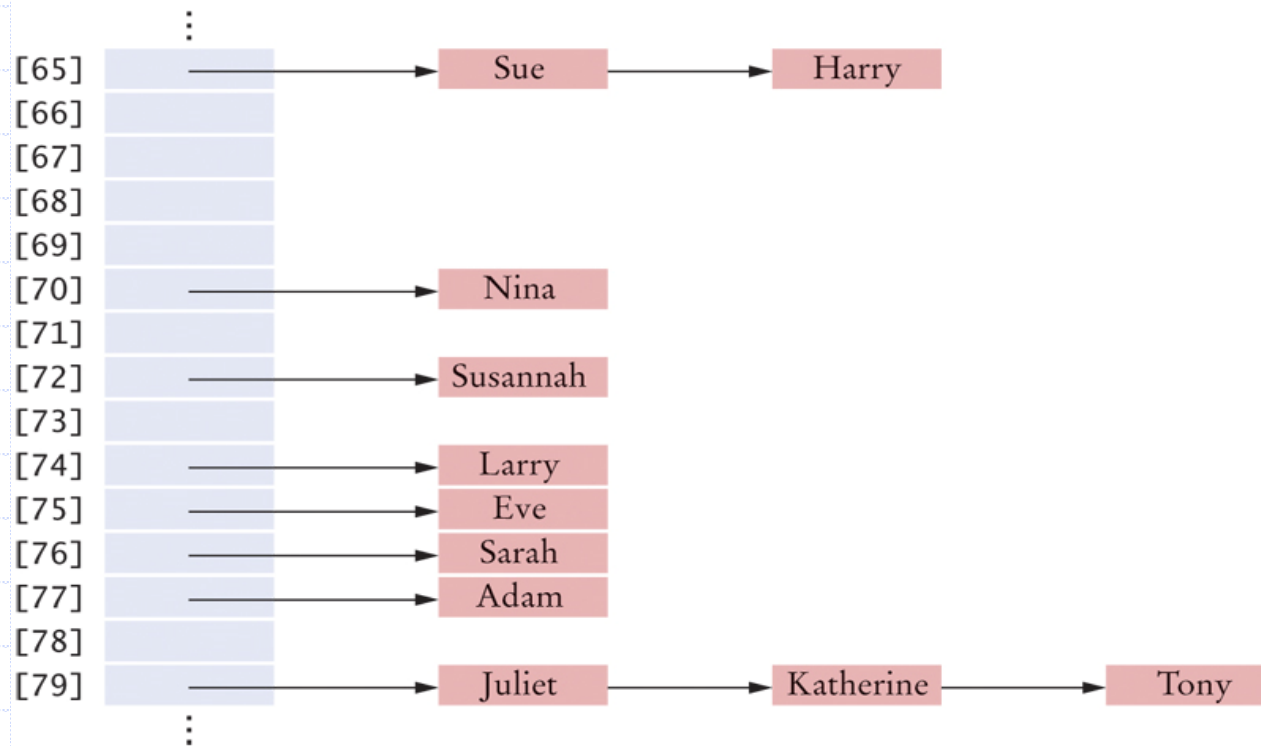 [65] Sue Harry
[66]
[67]
[68]
[69]
[70] Nina
[71]
[72] Susannah
[73]
[74] Larry
[75] Eve
[76] Sarah
[77] Adam
[78]
[79] Juliet Katherine Tony